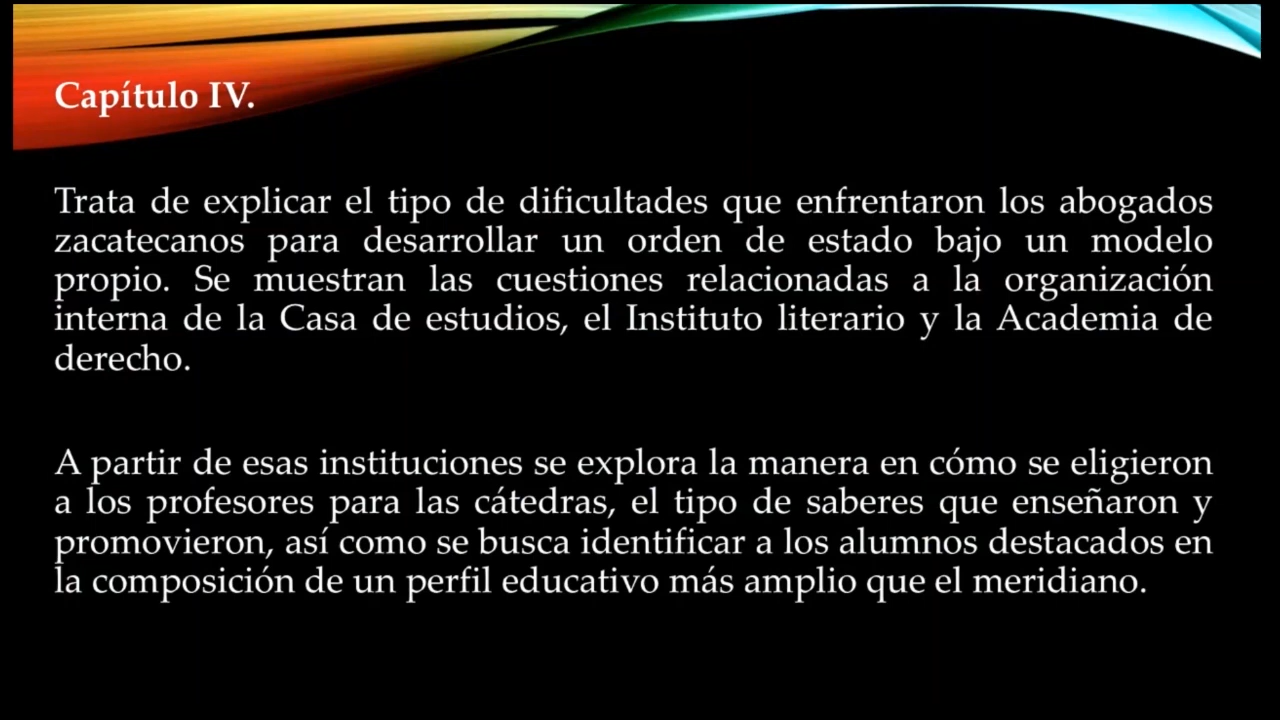 Capítulo IV.
Trata de explicar el tipo de dificultades que enfrentaron los abogados
zacatecanos para desarrollar un orden de estado bajo un modelo
propio. Se muestran las cuestiones relacionadas a la organización
interna de la Casa de estudios, el Instituto literario y la Academia de
derecho.
A partir de esas instituciones se explora la manera en cómo se eligieron
a los profesores para las cátedras, el tipo de saberes que enseñaron y
promovieron, así como se busca identificar a los alumnos destacados en
la composición de un perfil educativo más amplio que el meridiano.